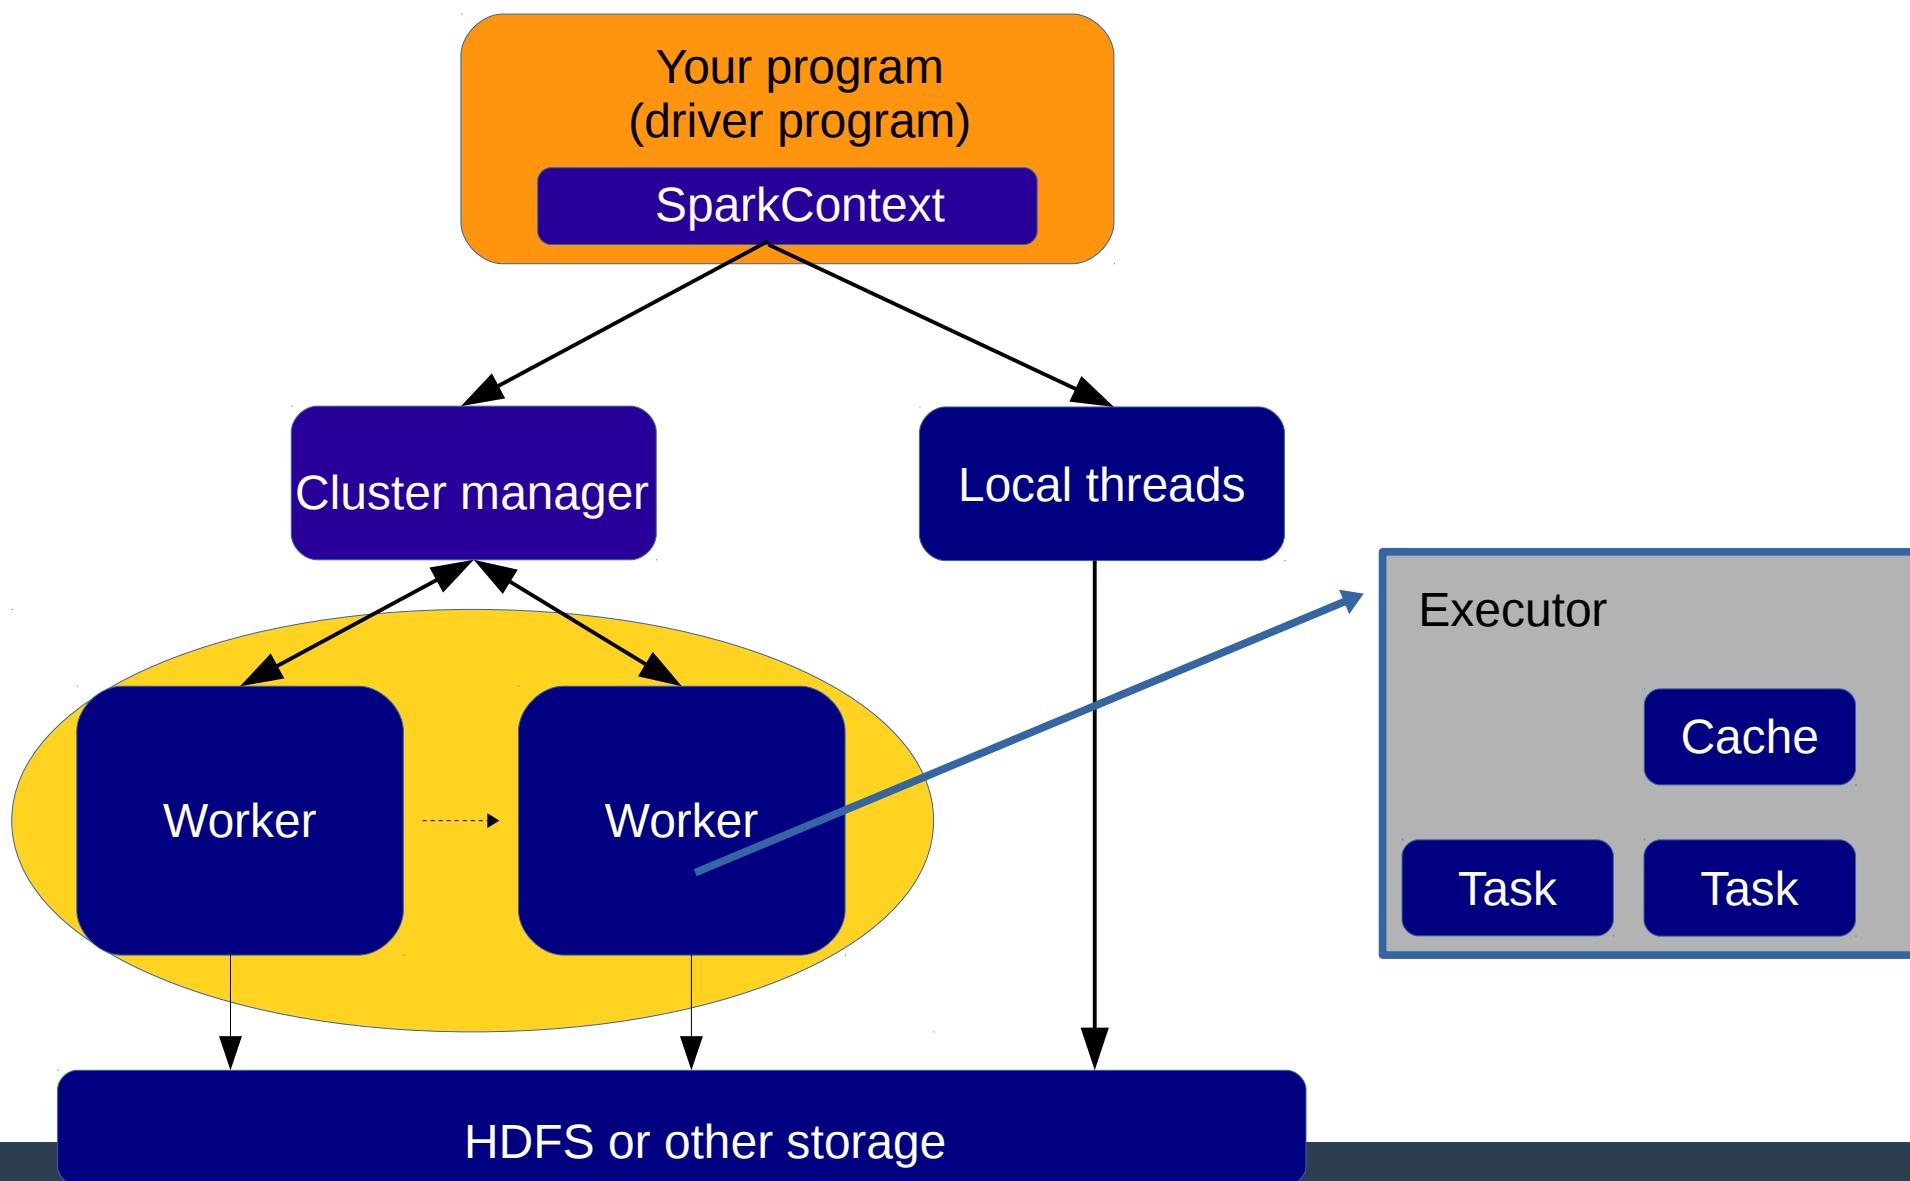 Your program
(driver program)
SparkContext
Cluster manager
Local threads
Executor
Cache
Worker
Worker
Task
Task
HDFS or other storage